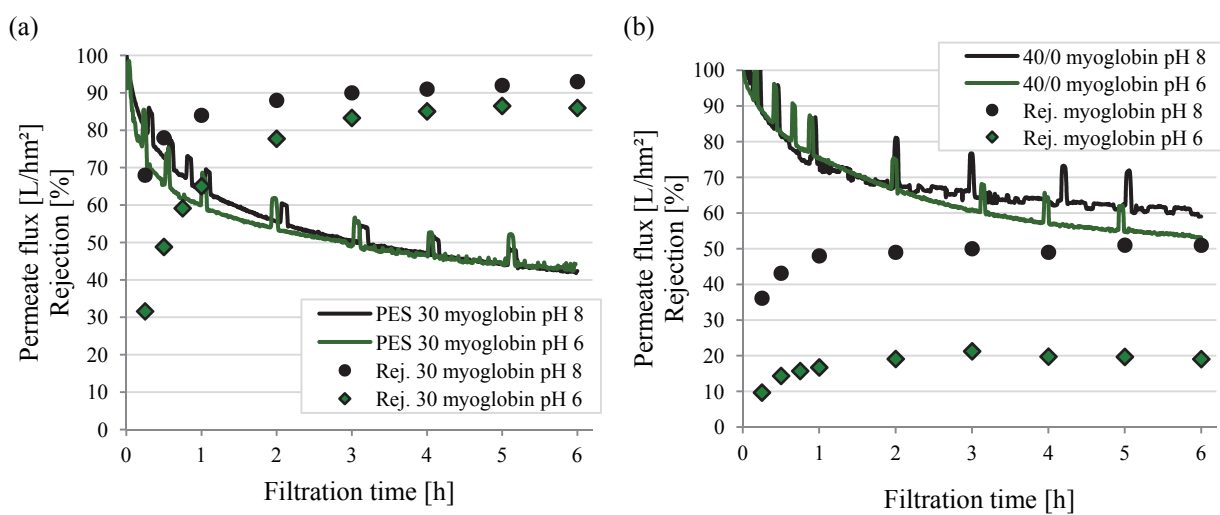 (a)
Permeate flux [L/hm²]
Rejection [%]
100
90
80
70
60
50
40
30
20
10
0
PES 30 myoglobin pH 8
PES 30 myoglobin pH 6
Rej. 30 myoglobin pH 8
Rej. 30 myoglobin pH 6
0 1 2 3 4 5 6
Filtration time [h]
(b)
Permeate flux [L/hm²]
Rejection [%]
100
90
80
70
60
50
40
30
20
10
0
40/0 myoglobin pH 8
40/0 myoglobin pH 6
Rej. myoglobin pH 8
Rej. myoglobin pH 6
0 1 2 3 4 5 6
Filtration time [h]